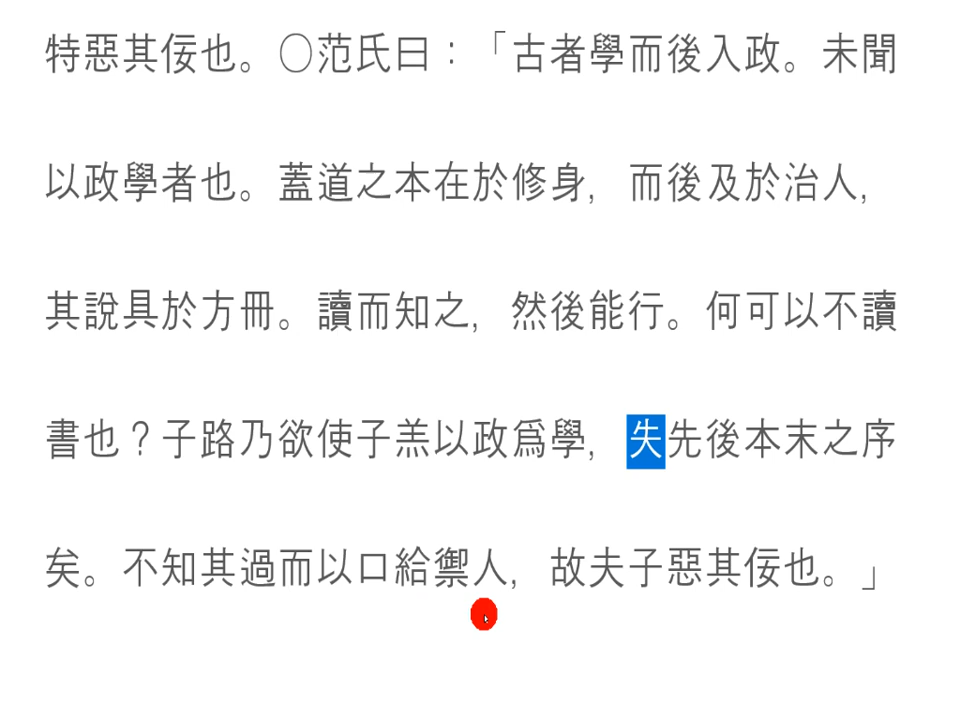 特惡其佞也。〇范氏曰：「古者學而後入政。未聞
以政學者也。蓋道之本在於修身，而後及於治人，
其說具於方冊。讀而知之，然後能行。何可以不讀
書也？子路乃欲使子羔以政爲學，失先後本末之序
矣。不知其過而以口給禦人，故夫子惡其佞也。」